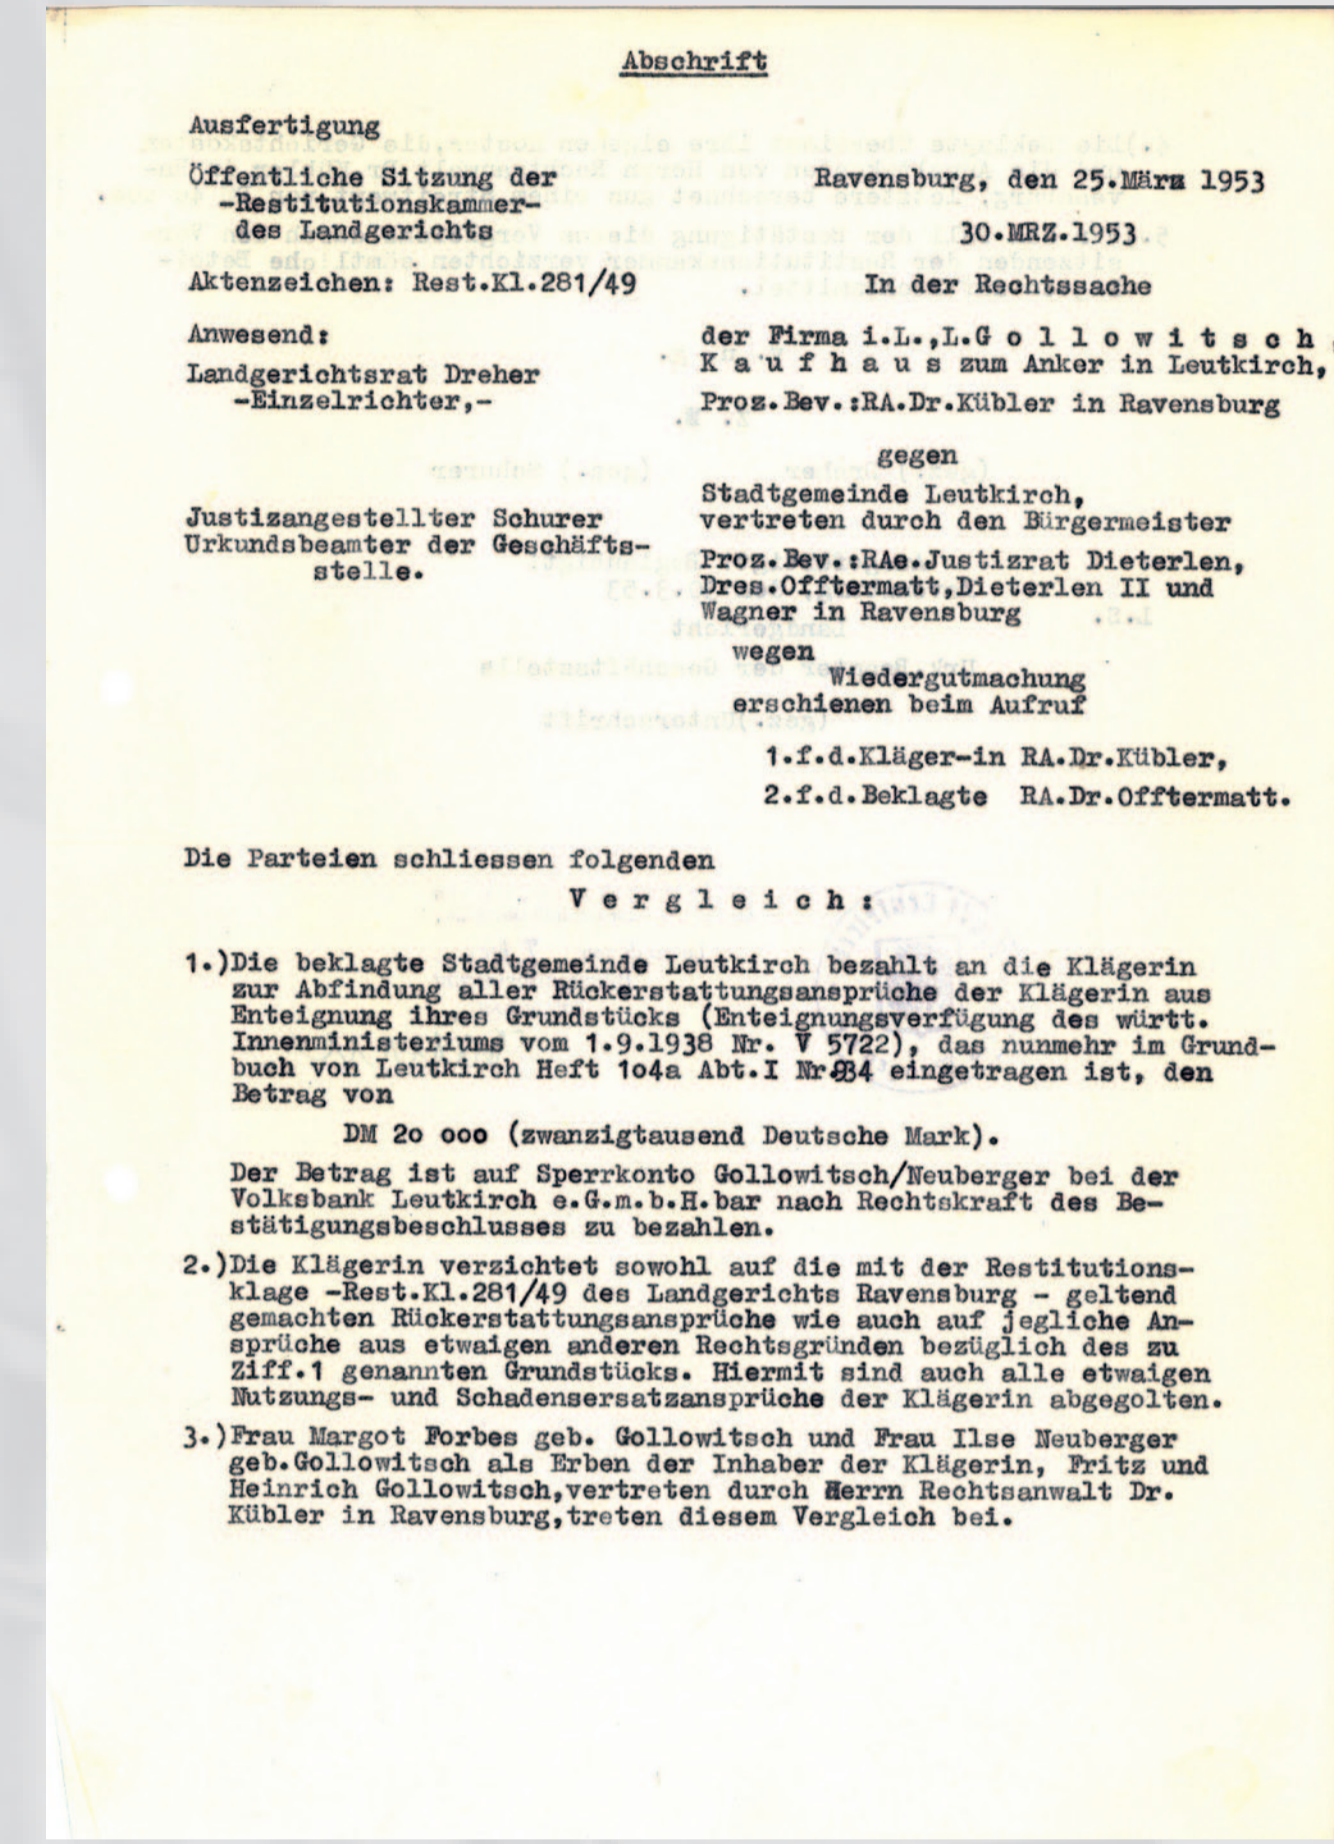 Abschrift
Ausfertigung
Öffentliche Sitzung der
-Restitutionskammer-
des Landgerichts
Ravensburg, den 25.März 1953
30.MRZ.1953
Aktenzeichen: Rest.Kl.281/49
In der Rechtssache
Anwesend:
Landgerichtsrat Dreher
-Einzelrichter,-
der Firma i.L.,L.G o l l o w i t s c h
K a u f h a u s zum Anker in Leutkirch,
Proz.Bev.:RA.Dr.Kübler in Ravensburg
gegen
Justizangestellter Schurer
Urkundsbeamter der Geschäfts-
stelle.
Stadtgemeinde Leutkirch,
vertreten durch den Bürgermeister
Proz.Bev.:RAe.Justizrat Dieterlen,
Dres.Offtermatt,Dieterlen II und
Wagner in Ravensburg
wegen
Wiedergutmachung
erschienen beim Aufruf
1.f.d.Kläger-in RA.Dr.Kübler,
2.f.d.Beklagte RA.Dr.Offtermatt.
Die Parteien schliessen folgenden
V e r g l e i c h :
1.)Die beklagte Stadtgemeinde Leutkirch bezahlt an die Klägerin
zur Abfindung aller Rückerstattungsansprüche der Klägerin aus
Enteignung ihres Grundstücks (Enteignungsverfügung des württ.
Innenministeriums vom 1.9.1938 Nr. V 5722), das nunmehr im Grund-
buch von Leutkirch Heft 1o4a Abt.I eingetragen ist, den
Betrag von
DM 2o ooo (zwanzigtausend Deutsche Mark).
Der Betrag ist auf Sperrkonto Gollowitsch/Neuberger bei der
Volksbank Leutkirch e.G.m.b.H.bar nach Rechtskraft des Be-
stätigungsbeschlusses zu bezahlen.
2.)Die Klägerin verzichtet sowohl auf die mit der Restitutions-
klage -Rest.Kl.281/49 des Landgerichts Ravensburg - geltend
gemachten Rückerstattungsansprüche wie auch auf jegliche An-
sprüche aus etwaigen anderen Rechtsgründen bezüglich des zu
Ziff.1 genannten Grundstücks. Hiermit sind auch alle etwaigen
Nutzungs- und Schadensersatzansprüche der Klägerin abgegolten.
3.)Frau Margot Forbes geb. Gollowitsch und Frau Ilse Neuberger
geb.Gollowitsch als Erben der Inhaber der Klägerin, Fritz und
Heinrich Gollowitsch,vertreten durch Herrn Rechtsanwalt Dr.
Kübler in Ravensburg,treten diesem Vergleich bei.